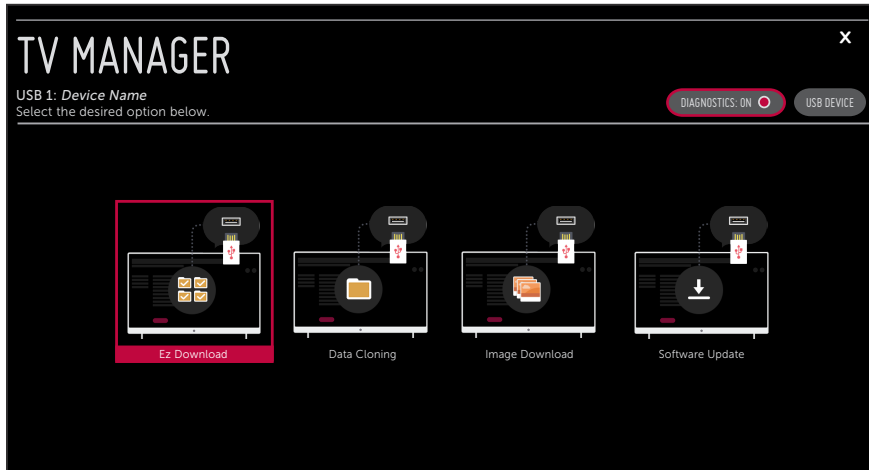 TV MANAGER
X
USB 1: Device Name
Select the desired option below.
DIAGNOSTICS: ON
USB DEVICE
Ez Download
Data Cloning
Image Download
Software Update